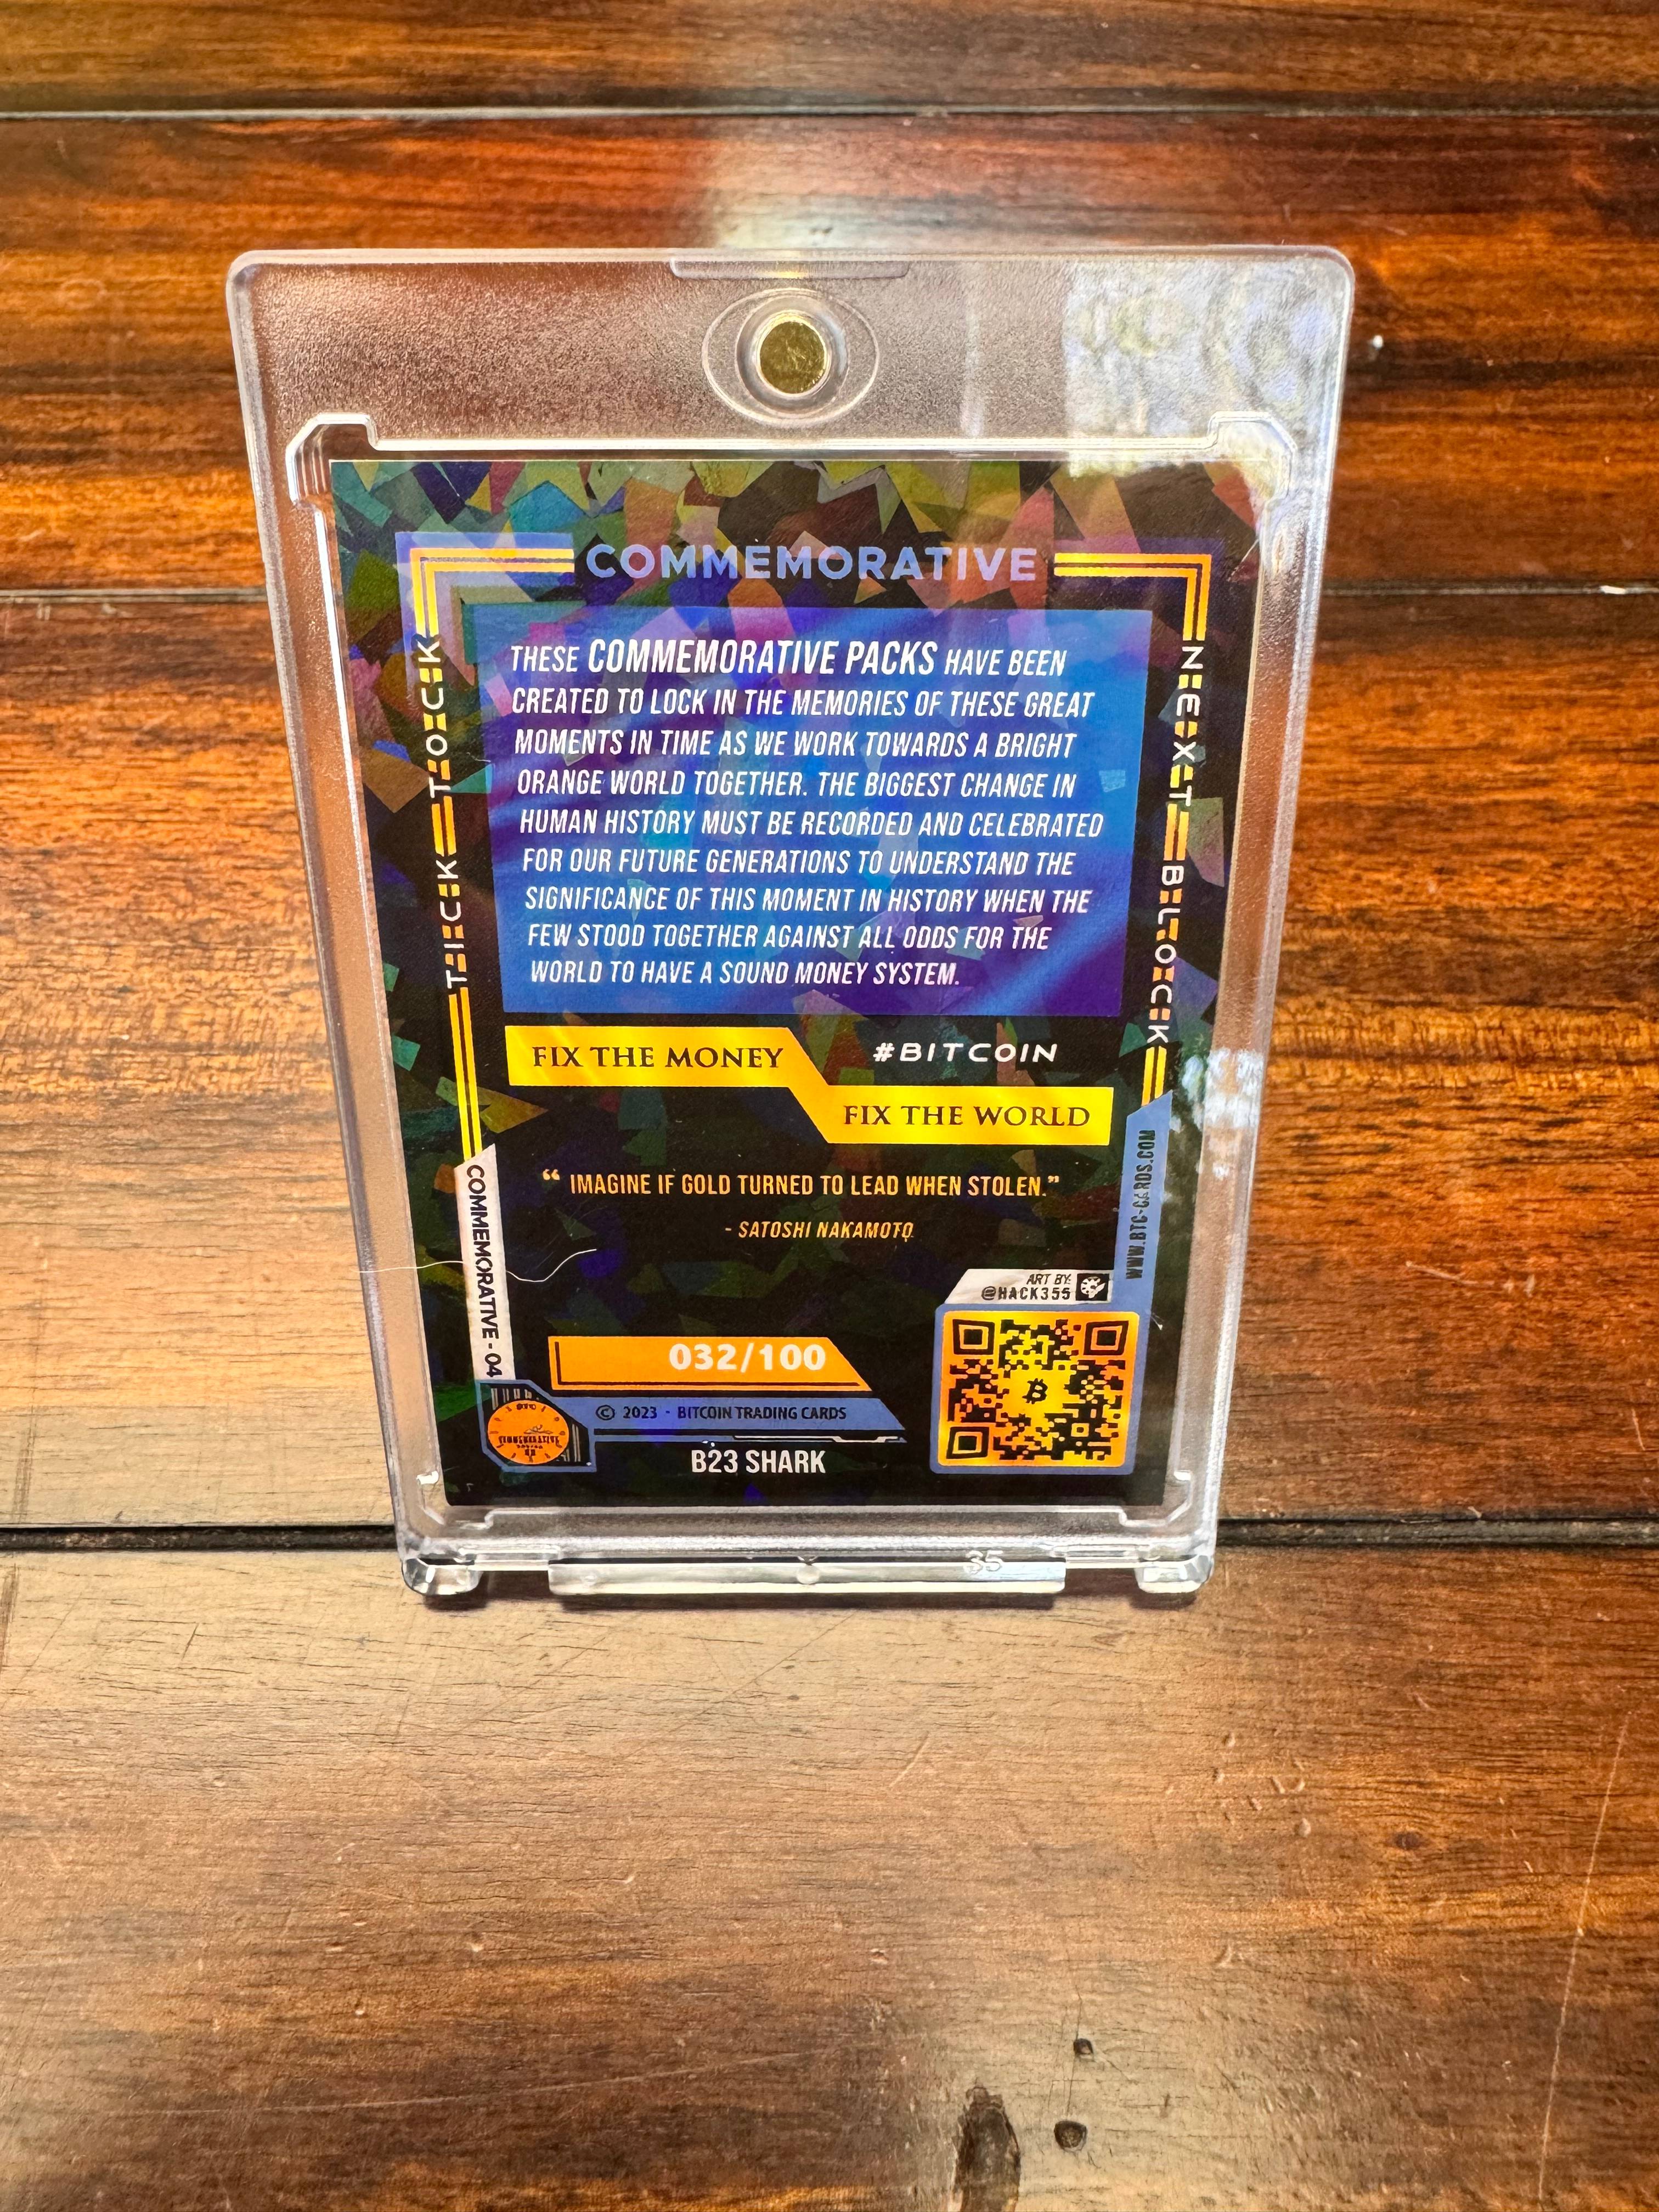 COMMEMORATIVE
THESE COMMEMORATIVE PACKS HAVE BEEN
CREATED TO LOCK IN THE MEMORIES OF THESE GREAT
MOMENTS IN TIME AS WE WORK TOWARDS A BRIGHT
ORANGE WORLD TOGETHER. THE BIGGEST CHANGE IN
HUMAN HISTORY MUST BE RECORDED AND CELEBRATED
FOR OUR FUTURE GENERATIONS TO UNDERSTAND THE
SIGNIFICANCE OF THIS MOMENT IN HISTORY WHEN THE
FEW STOOD TOGETHER AGAINST ALL ODDS FOR THE
WORLD TO HAVE A SOUND MONEY SYSTEM.
TICK TOCK
NEXT BLOCK
FIX THE MONEY
#BITCOIN
FIX THE WORLD
“ IMAGINE IF GOLD TURNED TO LEAD WHEN STOLEN.”
- SATOSHI NAKAMOTO
WWW.BTC-CARDS.COM
COMMEMORATIVE - 04
ART BY:
@HACK355
032/100
© 2023 - BITCOIN TRADING CARDS
B23 SHARK
35